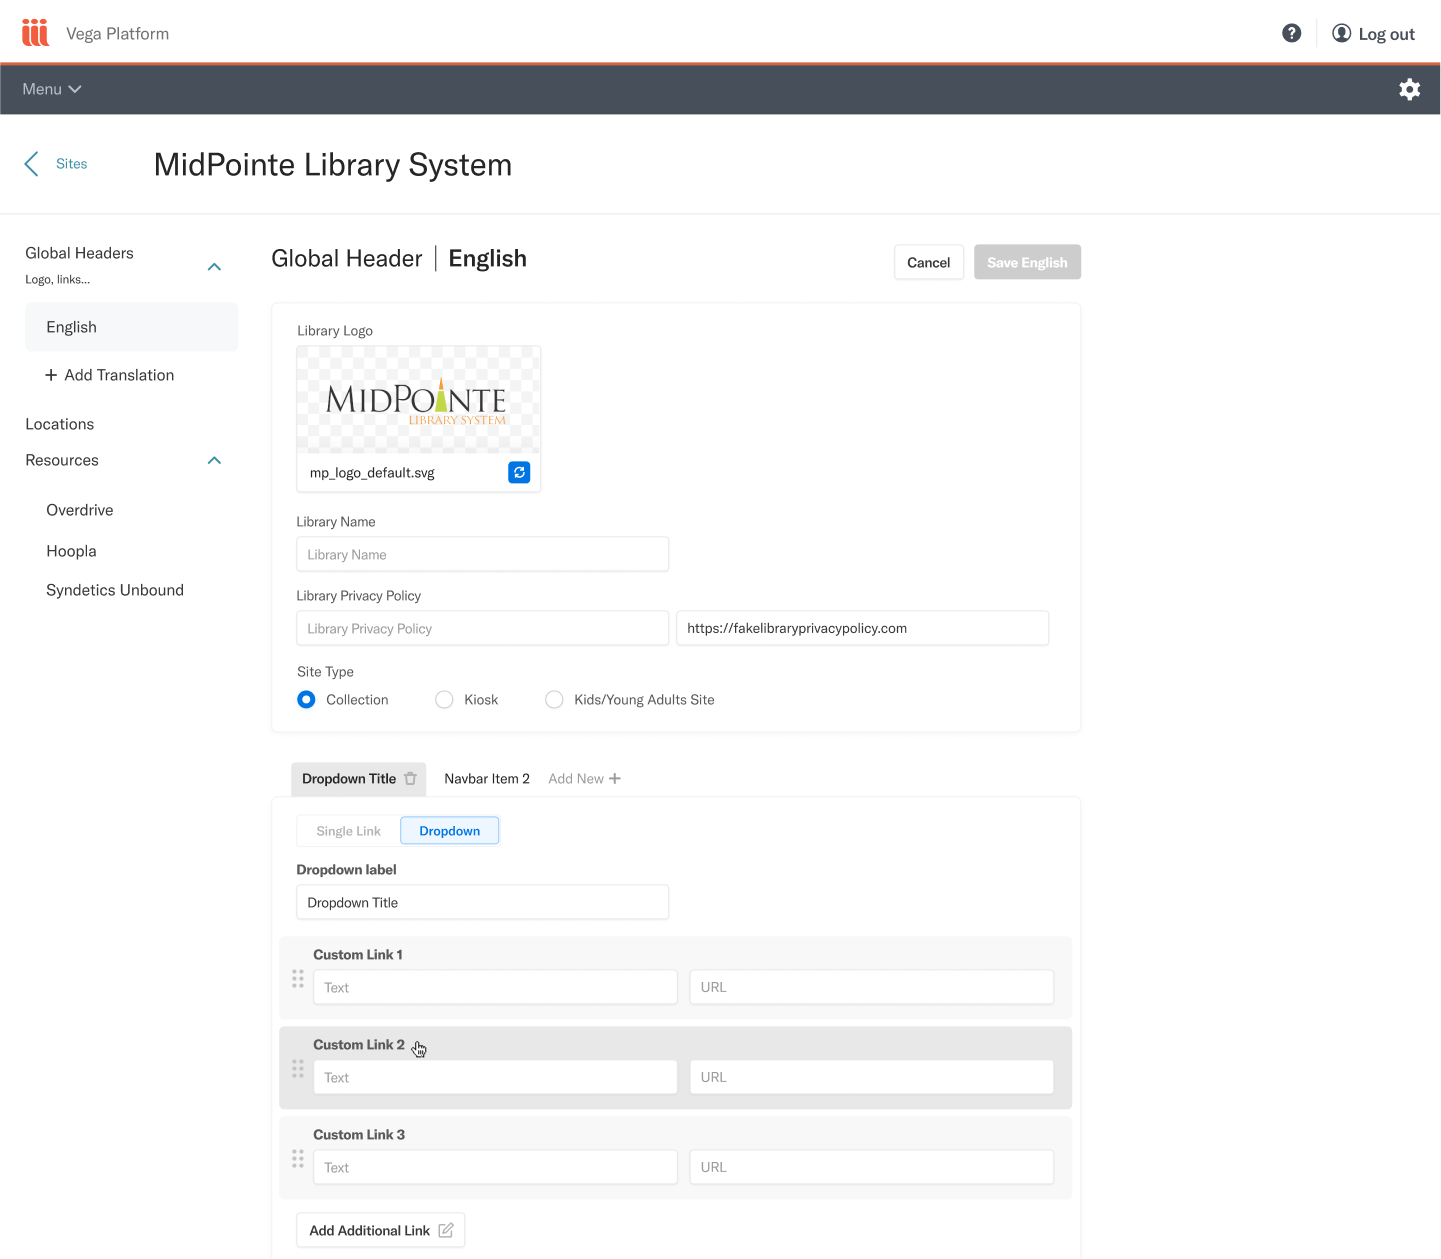 Vega Platform
Log out
Menu
Sites
MidPointe Library System
Global Headers
Logo, links...
English
Add Translation
Locations
Resources
Overdrive
Hoopla
Syndetics Unbound
Global Header | English
Cancel
Save English
Library Logo
MIDPOINTE
LIBRARY SYSTEM
mp_logo_default.svg
Library Name
Library Name
Library Privacy Policy
Library Privacy Policy
https://fakelibraryprivacypolicy.com
Site Type
Collection
Kiosk
Kids/Young Adults Site
Dropdown Title
Navbar Item 2
Add New +
Single Link
Dropdown
Dropdown label
Dropdown Title
Custom Link 1
Text
URL
Custom Link 2
Text
URL
Custom Link 3
Text
URL
Add Additional Link